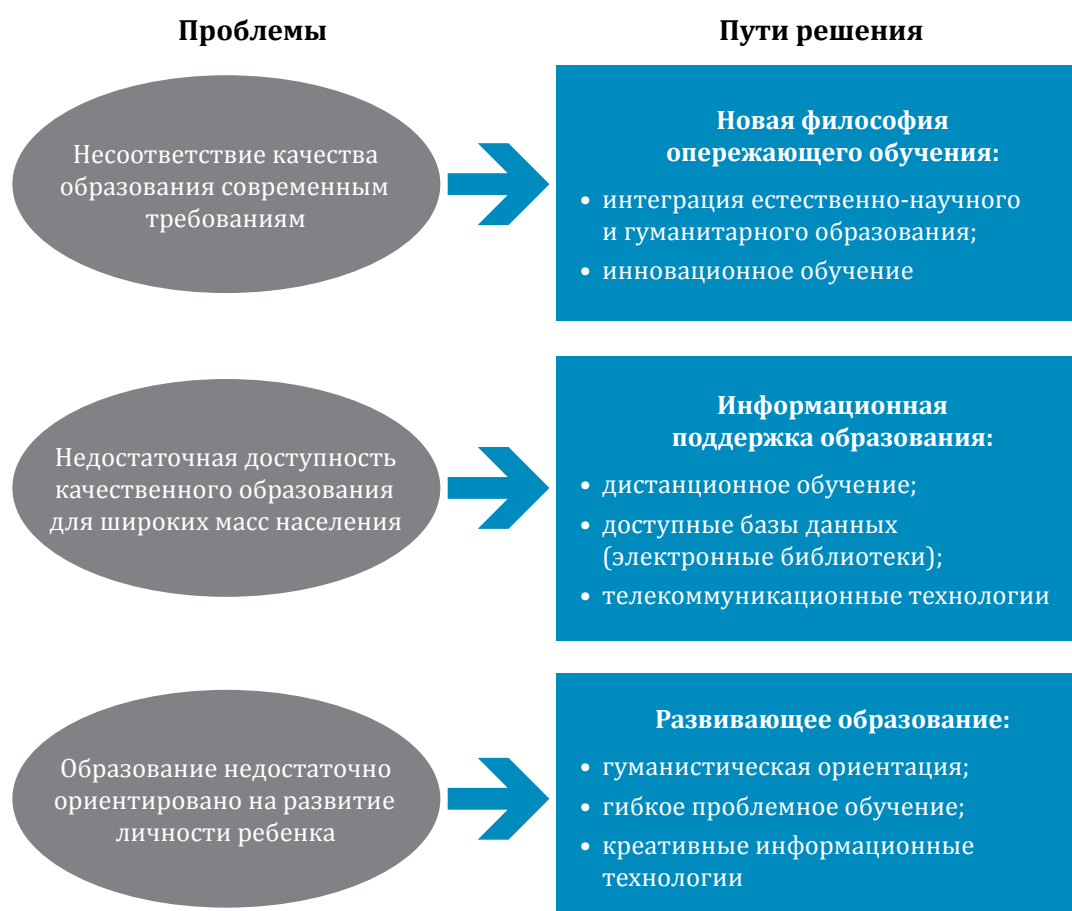 Проблемы
Пути решения
Несоответствие качества
образования современным
требованиям
Новая философия
опережающего обучения:
• интеграция естественно-научного
и гуманитарного образования;
• инновационное обучение
Недостаточная доступность
качественного образования
для широких масс населения
Информационная
поддержка образования:
• дистанционное обучение;
• доступные базы данных
(электронные библиотеки);
• телекоммуникационные технологии
Образование недостаточно
ориентировано на развитие
личности ребенка
Развивающее образование:
• гуманистическая ориентация;
• гибкое проблемное обучение;
• креативные информационные
технологии